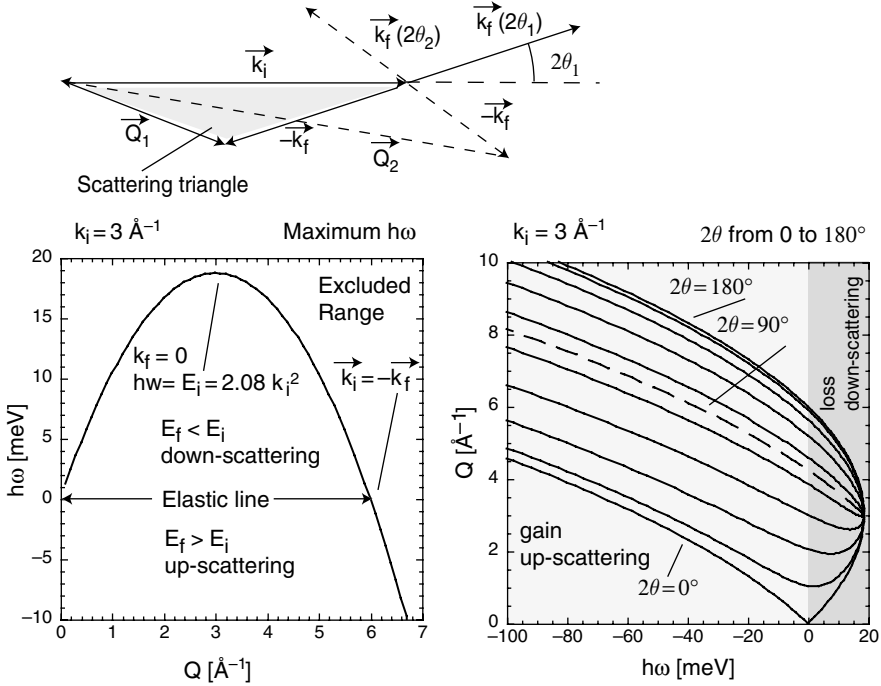 k_f (2θ_2)
k_f (2θ_1)
k_i
2θ_1
−k_f
Q_1
−k_f
Q_2
Scattering triangle
k_i = 3 Å⁻¹ Maximum hω
20
15
10
5
0
−5
−10
hω [meV]
Excluded
Range
k_f = 0
hw= E_i = 2.08 k_i²
k_i = −k_f
E_f < E_i
down-scattering
Elastic line
E_f > E_i
up-scattering
0 1 2 3 4 5 6 7
Q [Å⁻¹]
k_i = 3 Å⁻¹ 2θ from 0 to 180°
10
8
6
4
2
0
Q [Å⁻¹]
2θ = 180°
2θ = 90°
loss
down-scattering
gain
up-scattering
2θ = 0°
−100 −80 −60 −40 −20 0 20
hω [meV]